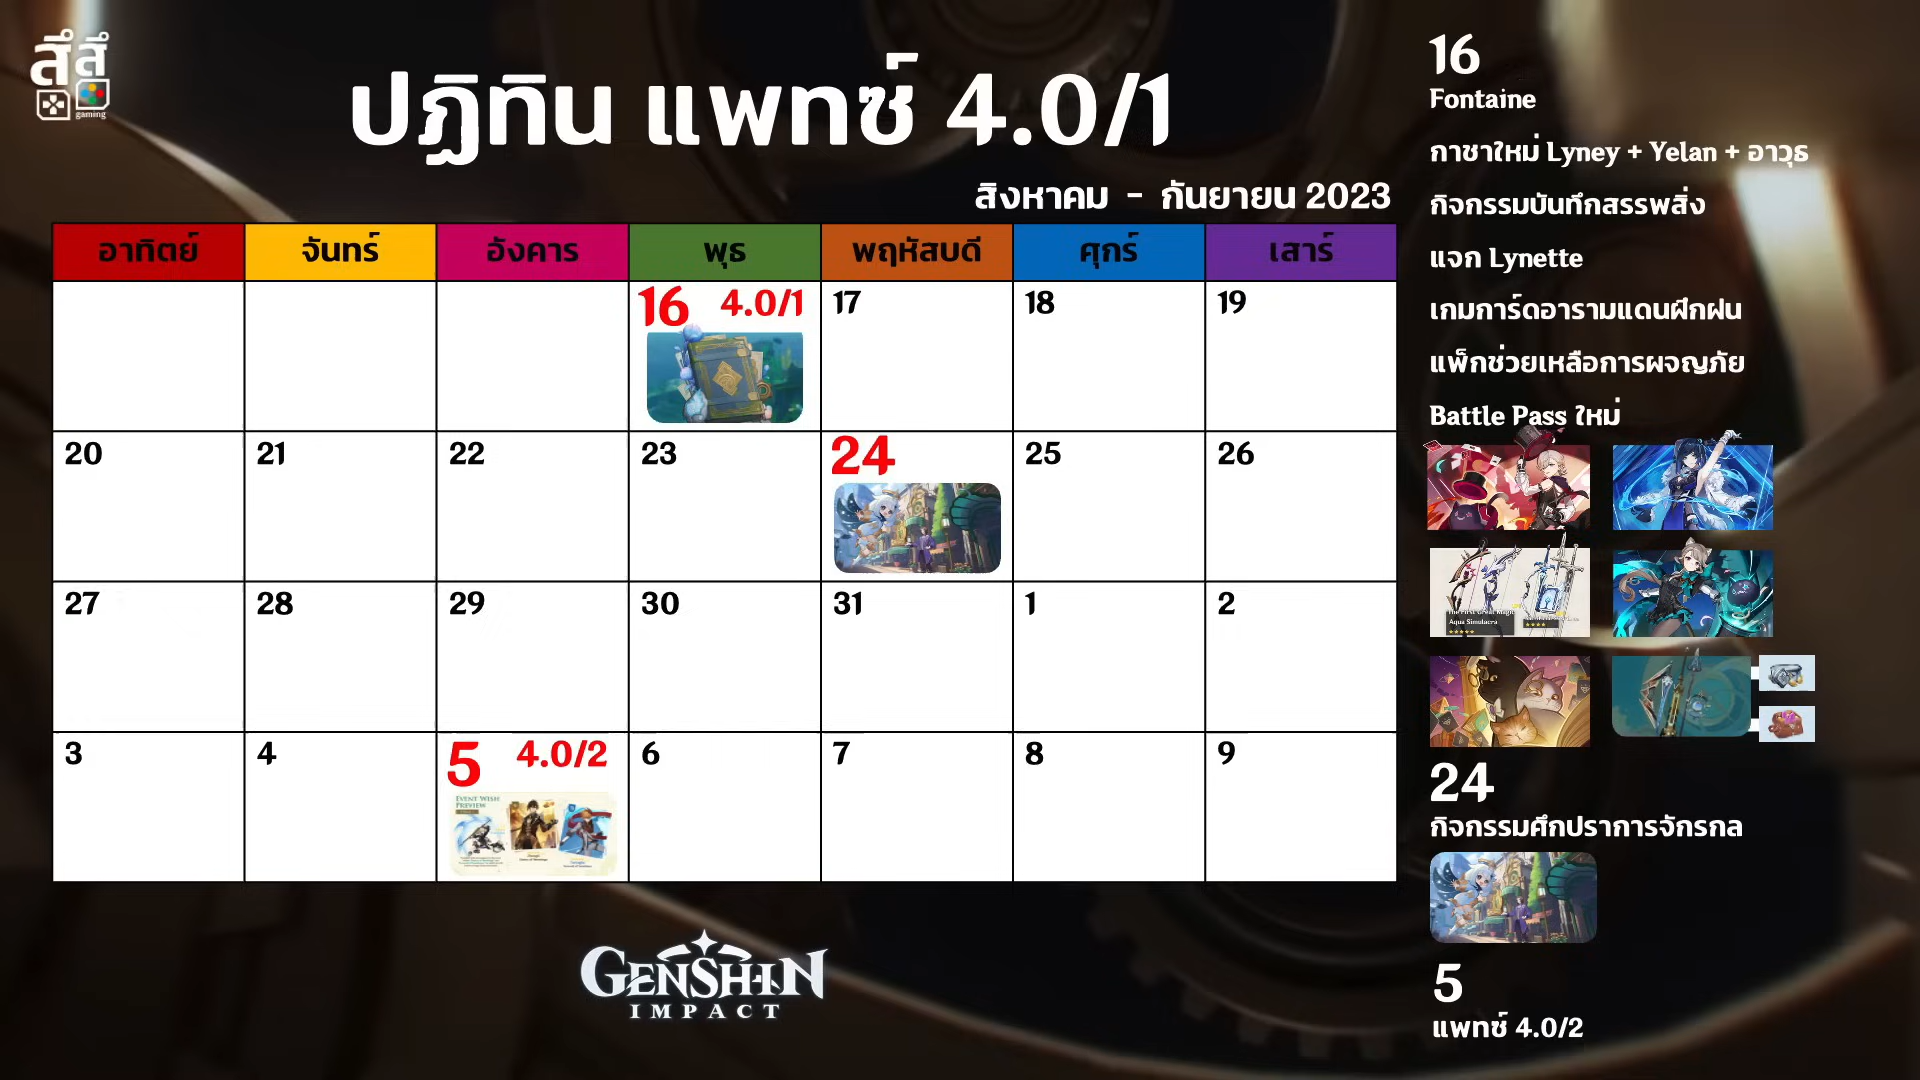 สี่สี่
gaming
ปฏิทิน แพทช์ 4.0/1
สิงหาคม - กันยายน 2023
อาทิตย์ จันทร์ อังคาร พุธ พฤหัสบดี ศุกร์ เสาร์
16 4.0/1 17 18 19
20 21 22 23 24 25 26
27 28 29 30 31 1 2
3 4 5 4.0/2 6 7 8 9
EVENT WISH
PREVIEW
GENSHIN
IMPACT
16
Fontaine
กาชาใหม่ Lyney + Yelan + อาวุธ
กิจกรรมบันทึกสรรพสิ่ง
แจก Lynette
เกมการ์ดอารามแดนฝึกฝน
แพ็กช่วยเหลือการผจญภัย
Battle Pass ใหม่
The First Great Magic
Aqua Simulacra
24
กิจกรรมศึกปราการจักรกล
5
แพทช์ 4.0/2